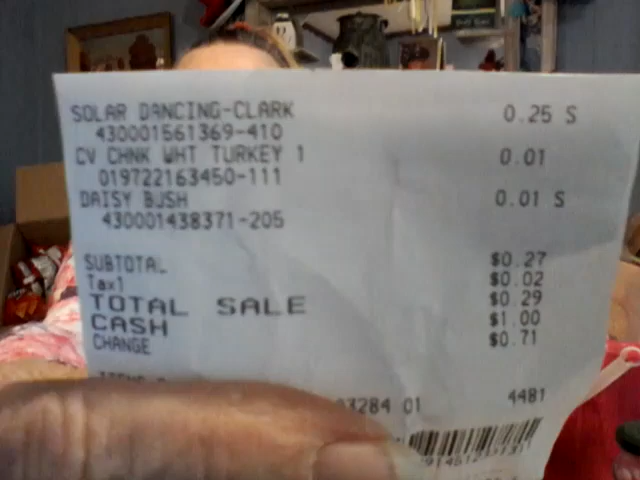 SOLAR DANCING-CLARK 0.25 S
430001561369-410
CV CHNK WHT TURKEY 1 0.01
019722163450-111
DAISY BUSH 0.01 S
430001438371-205
SUBTOTAL $0.27
Tax1 $0.02
TOTAL SALE $0.29
CASH $1.00
CHANGE $0.71
03284 01 4481